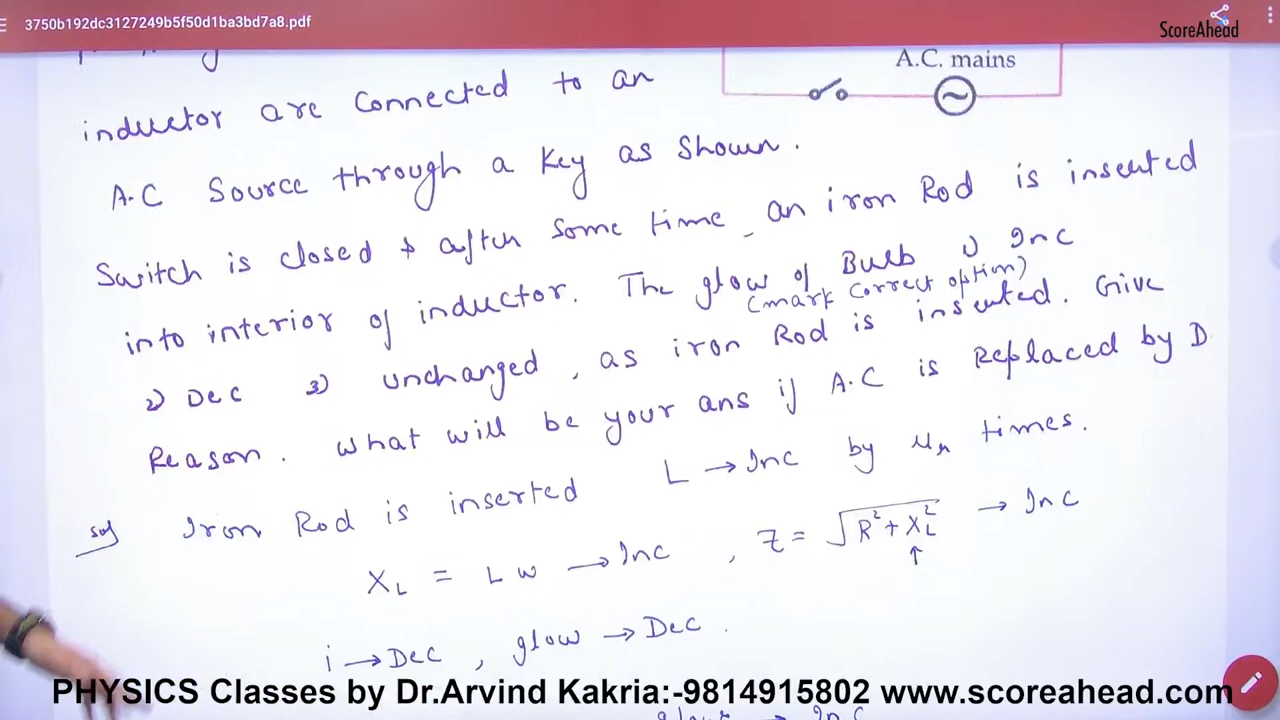 3750b192dc3127249b5f50d1ba3bd7a8.pdf
ScoreAhead
A.C. mains
inductor are connected to an
A.C Source through a Key as Shown.
Switch is closed & after some time, an iron Rod is inserted
into interior of inductor. The glow of Bulb 1) Inc
(mark correct option)
2) Dec 3) unchanged, as iron Rod is inserted. Give
Reason. What will be your ans if A.C is Replaced by D
sol Iron Rod is inserted L → Inc by μr times.
XL = Lω → Inc , Z = √R²+XL² → Inc
↑
i → Dec , glow → Dec .
PHYSICS Classes by Dr.Arvind Kakria:-9814915802 www.scoreahead.com